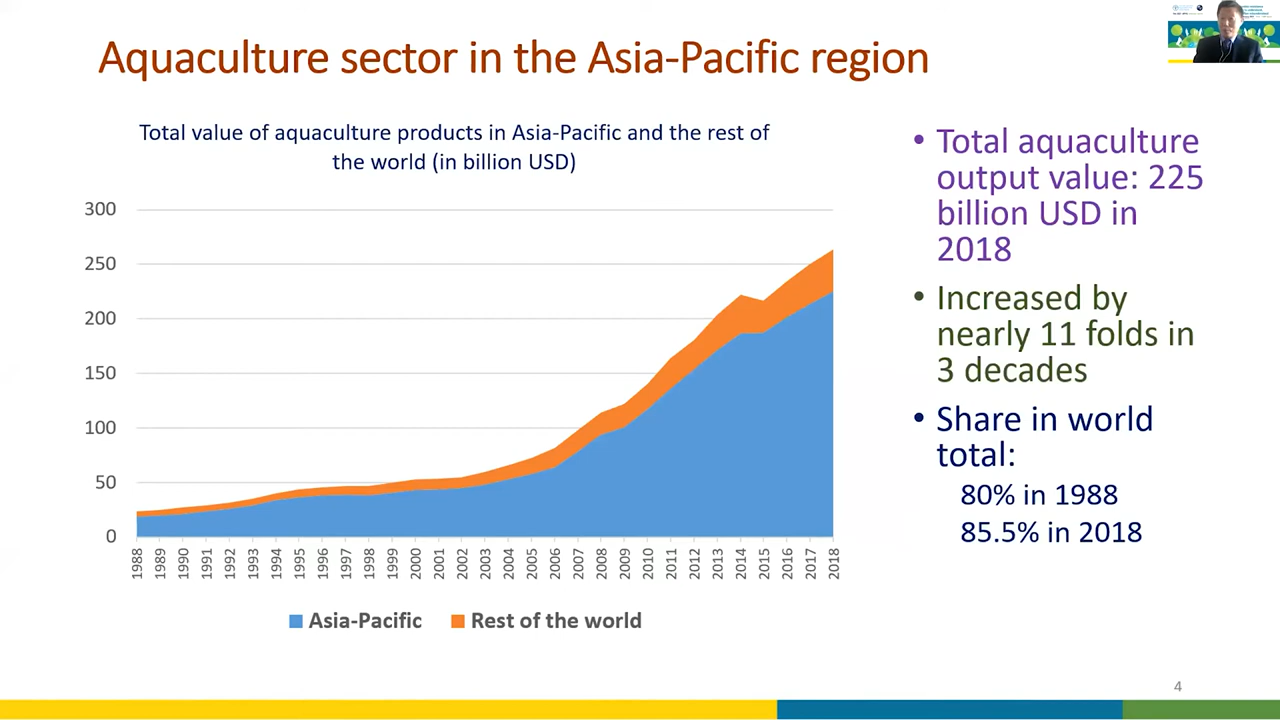 Aquaculture sector in the Asia-Pacific region
Total value of aquaculture products in Asia-Pacific and the rest of
the world (in billion USD)
300
250
200
150
100
50
0
1988
1989
1990
1991
1992
1993
1994
1995
1996
1997
1998
1999
2000
2001
2002
2003
2004
2005
2006
2007
2008
2009
2010
2011
2012
2013
2014
2015
2016
2017
2018
Asia-Pacific
Rest of the world
• Total aquaculture
output value: 225
billion USD in
2018
• Increased by
nearly 11 folds in
3 decades
• Share in world
total:
80% in 1988
85.5% in 2018
4